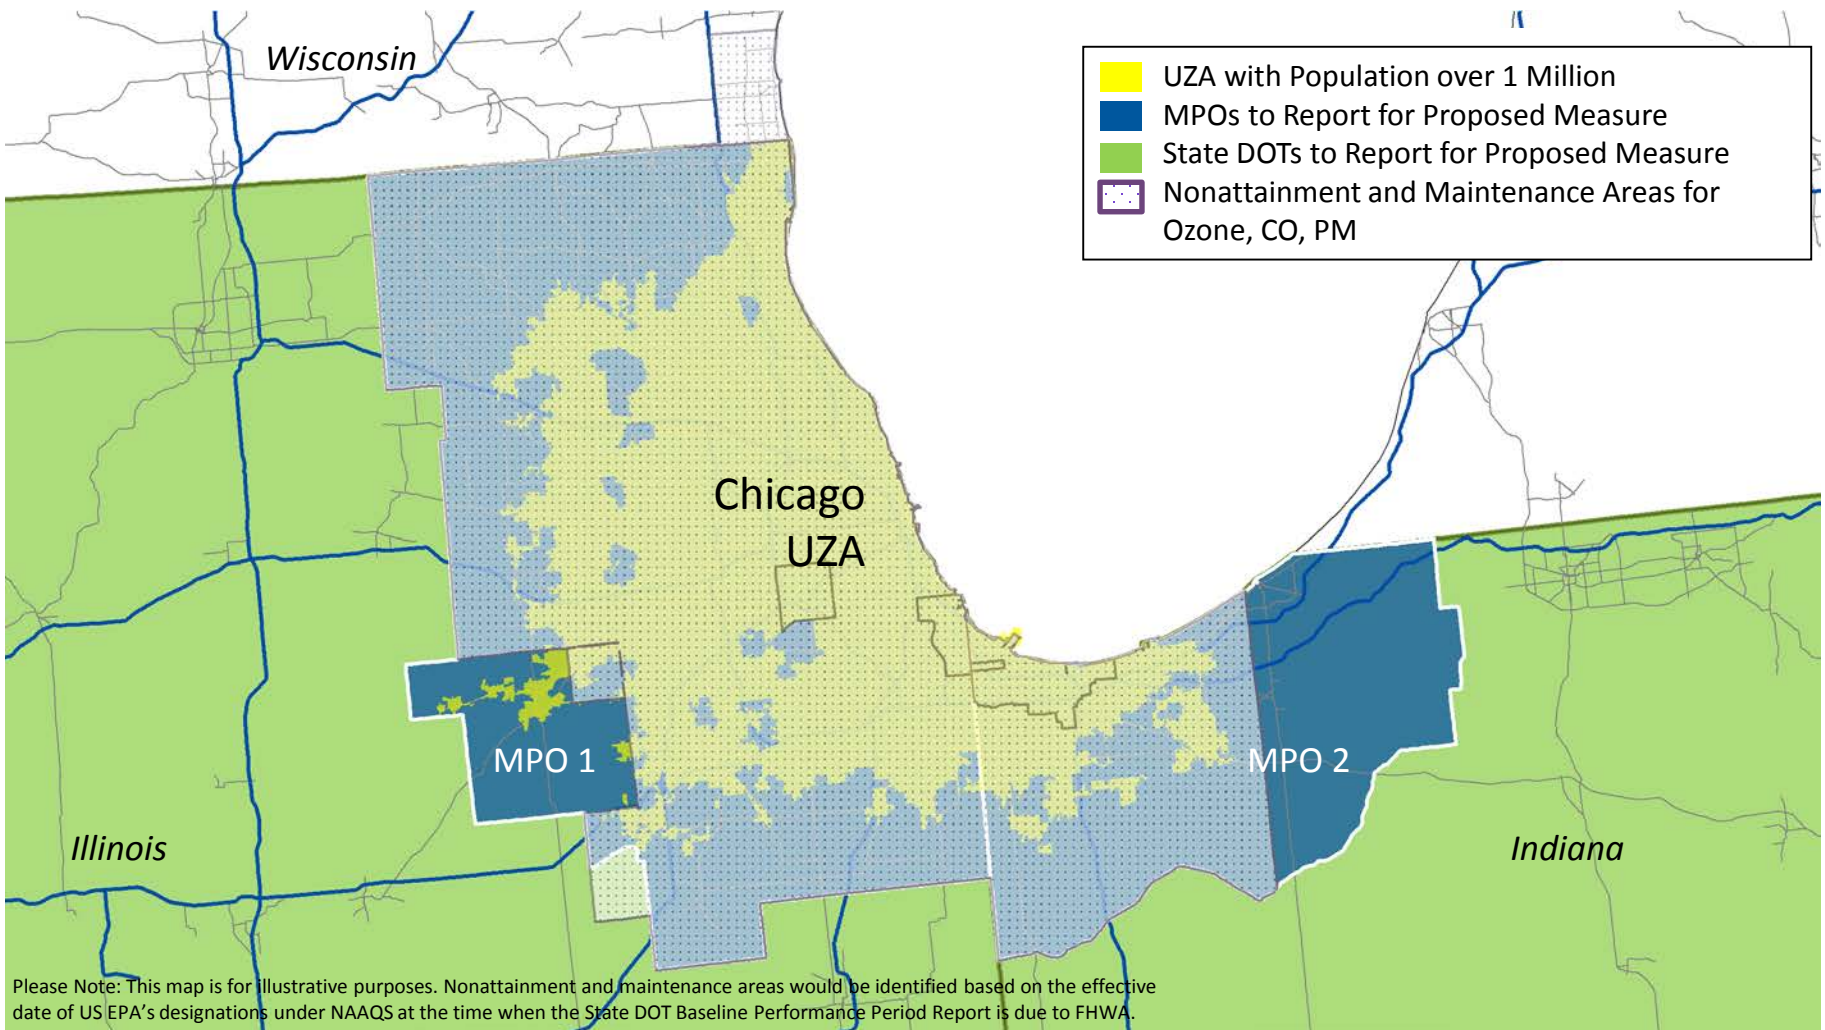 Wisconsin
UZA with Population over 1 Million
MPOs to Report for Proposed Measure
State DOTs to Report for Proposed Measure
Nonattainment and Maintenance Areas for
Ozone, CO, PM
Chicago
UZA
MPO 1
MPO 2
Illinois
Indiana
Please Note: This map is for illustrative purposes. Nonattainment and maintenance areas would be identified based on the effective
date of US EPA's designations under NAAQS at the time when the State DOT Baseline Performance Period Report is due to FHWA.